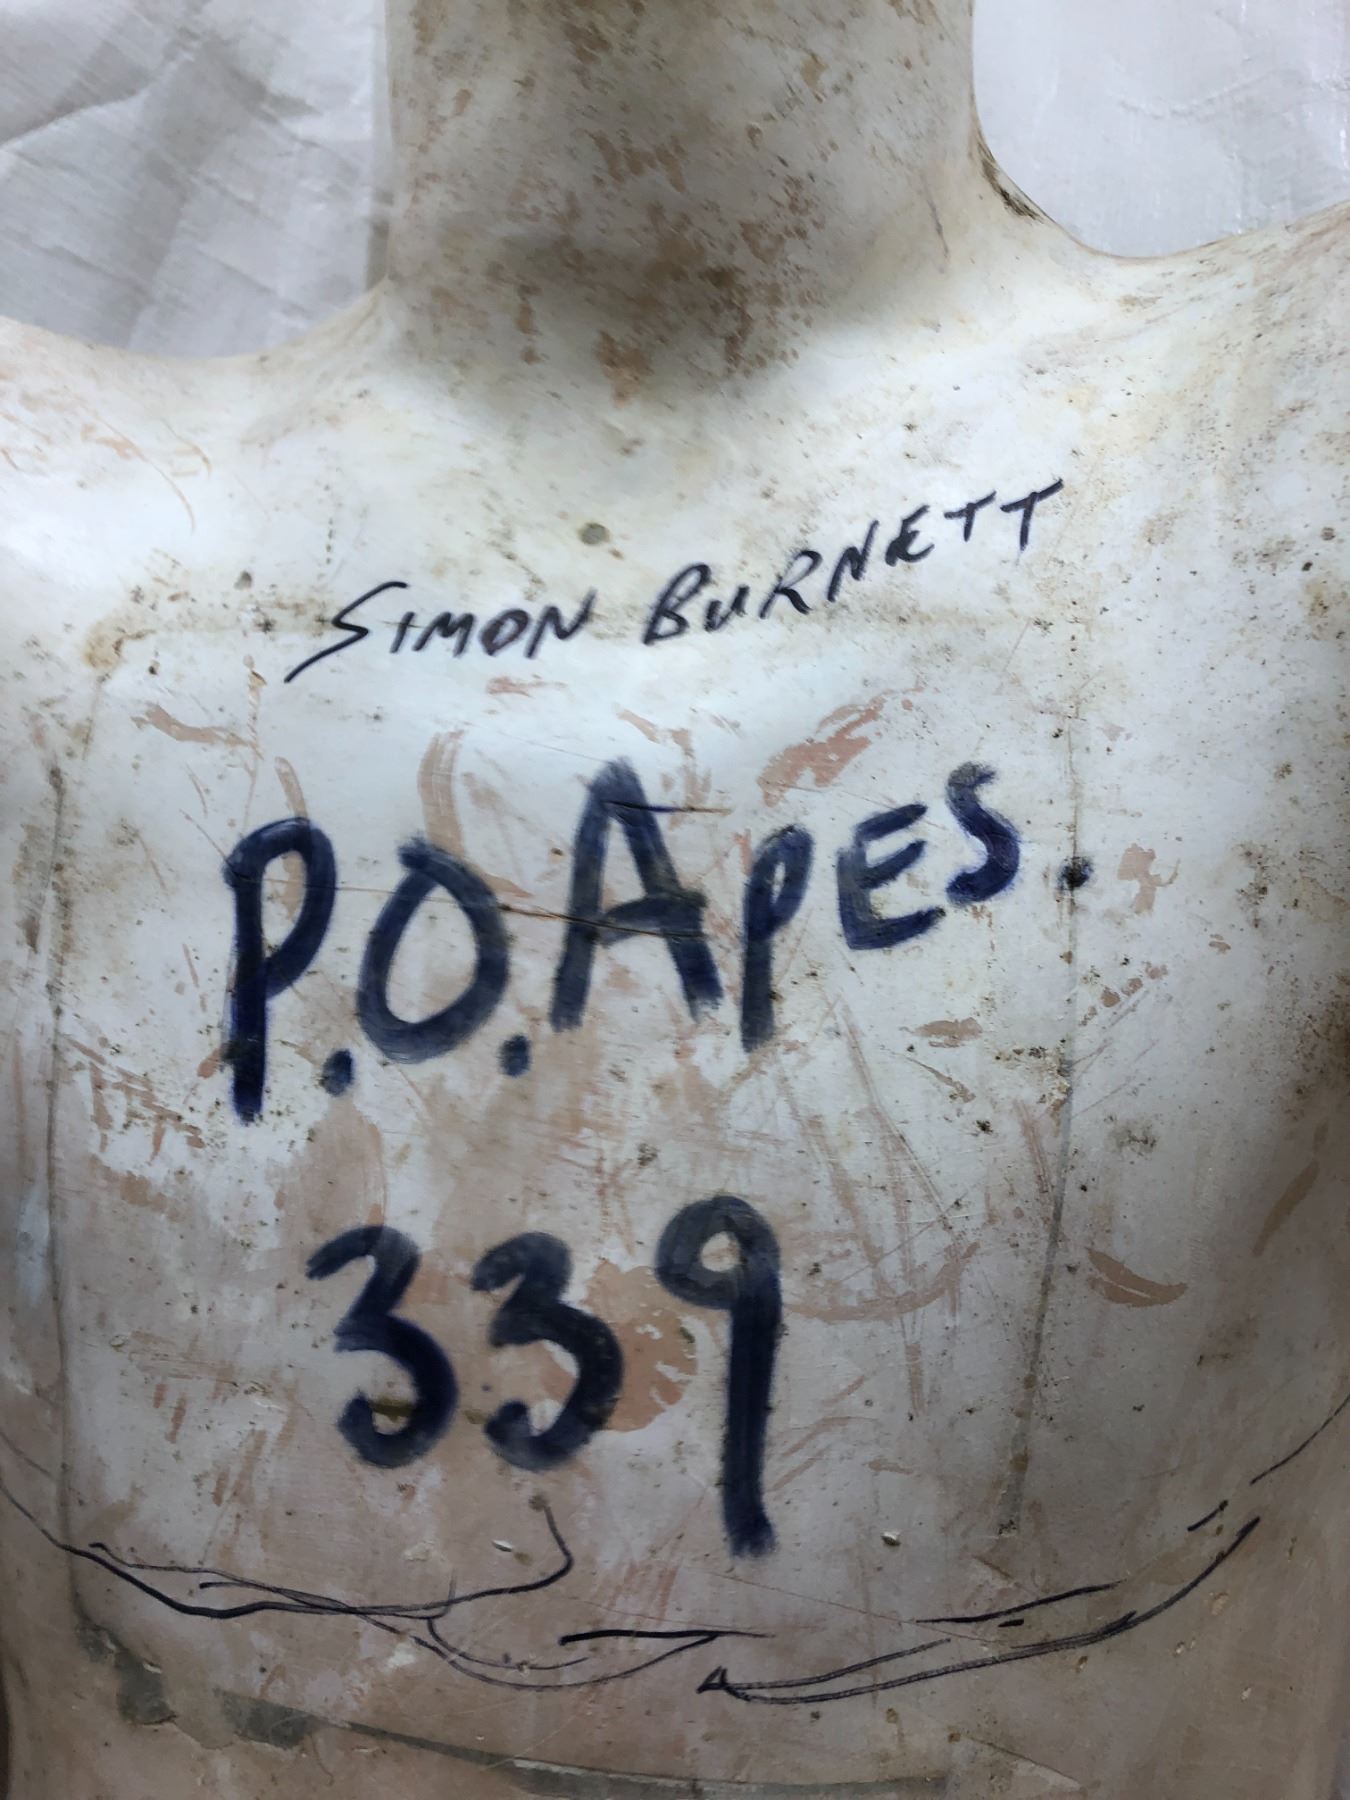 SIMON BURNETT
P.O.APES.
339